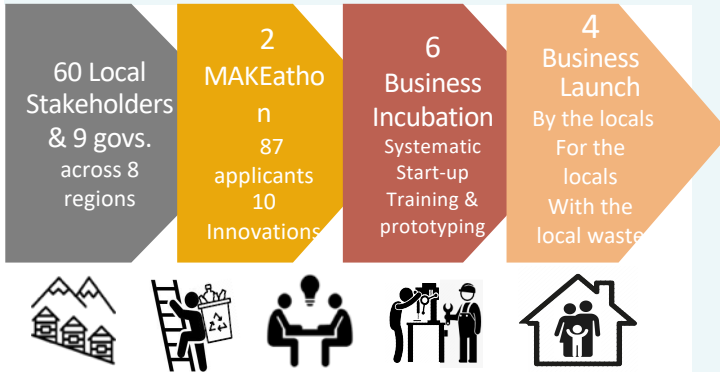 60 Local
Stakeholders
& 9 govs.
across 8
regions
2
MAKEatho
n
87
applicants
10
Innovations
6
Business
Incubation
Systematic
Start-up
Training &
prototyping
4
Business
Launch
By the locals
For the
locals
With the
local waste